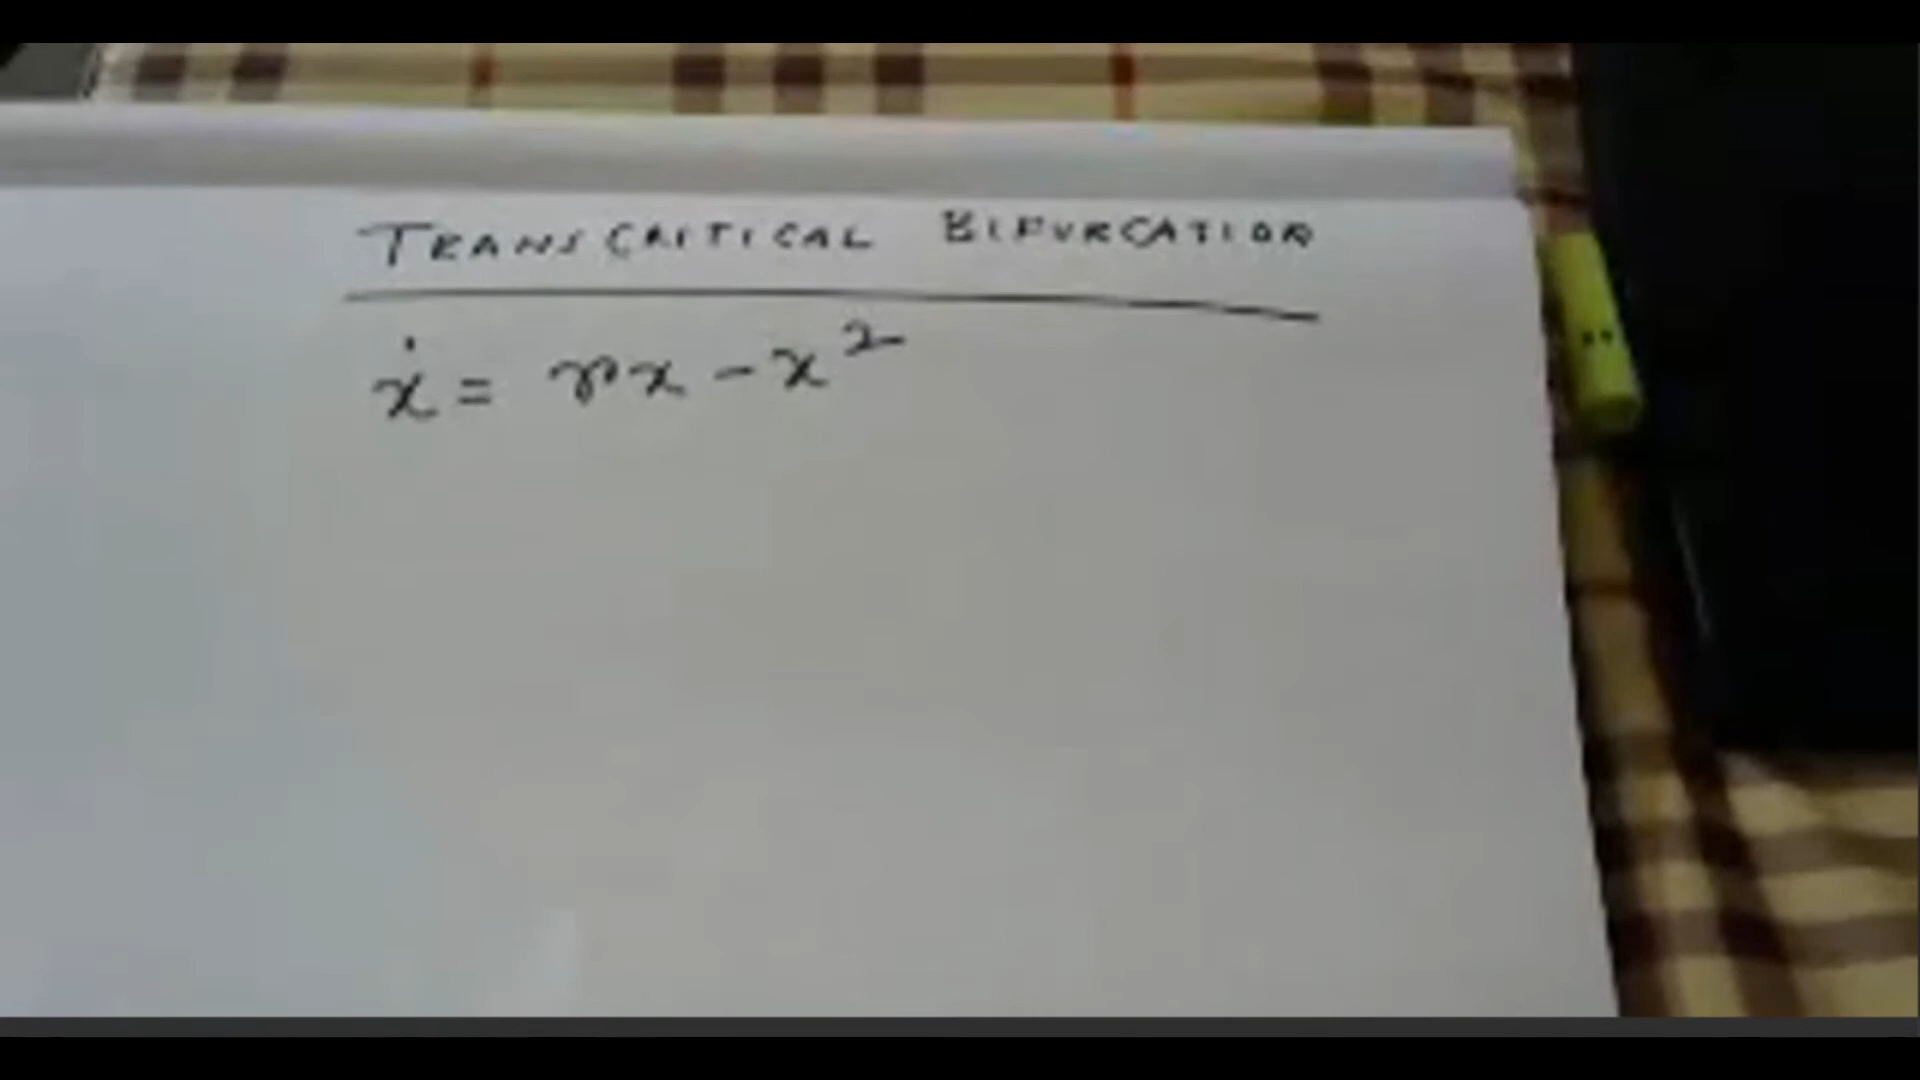 TRANSCRITICAL BIFURCATION
ẋ = rx - x²